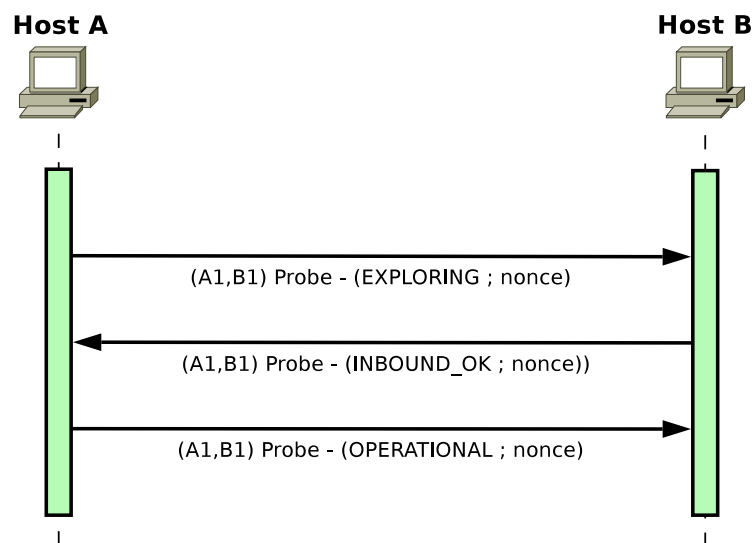 Host A
Host B
(A1,B1) Probe - (EXPLORING ; nonce)
(A1,B1) Probe - (INBOUND_OK ; nonce))
(A1,B1) Probe - (OPERATIONAL ; nonce)